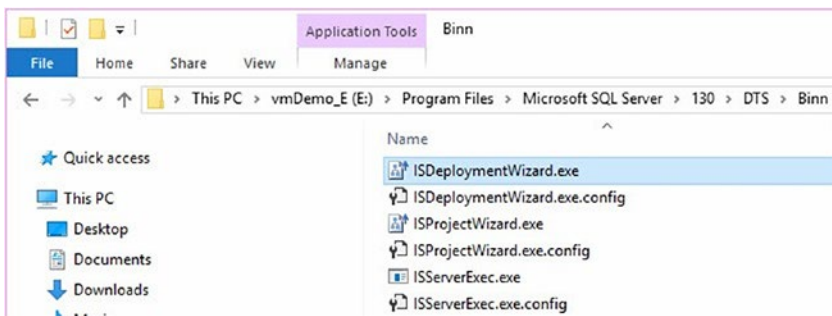 Application Tools Binn
File Home Share View Manage
This PC > vmDemo_E (E:) > Program Files > Microsoft SQL Server > 130 > DTS > Binn
Name
Quick access
ISDeploymentWizard.exe
ISDeploymentWizard.exe.config
This PC
ISProjectWizard.exe
Desktop
ISProjectWizard.exe.config
Documents
ISServerExec.exe
Downloads
ISServerExec.exe.config